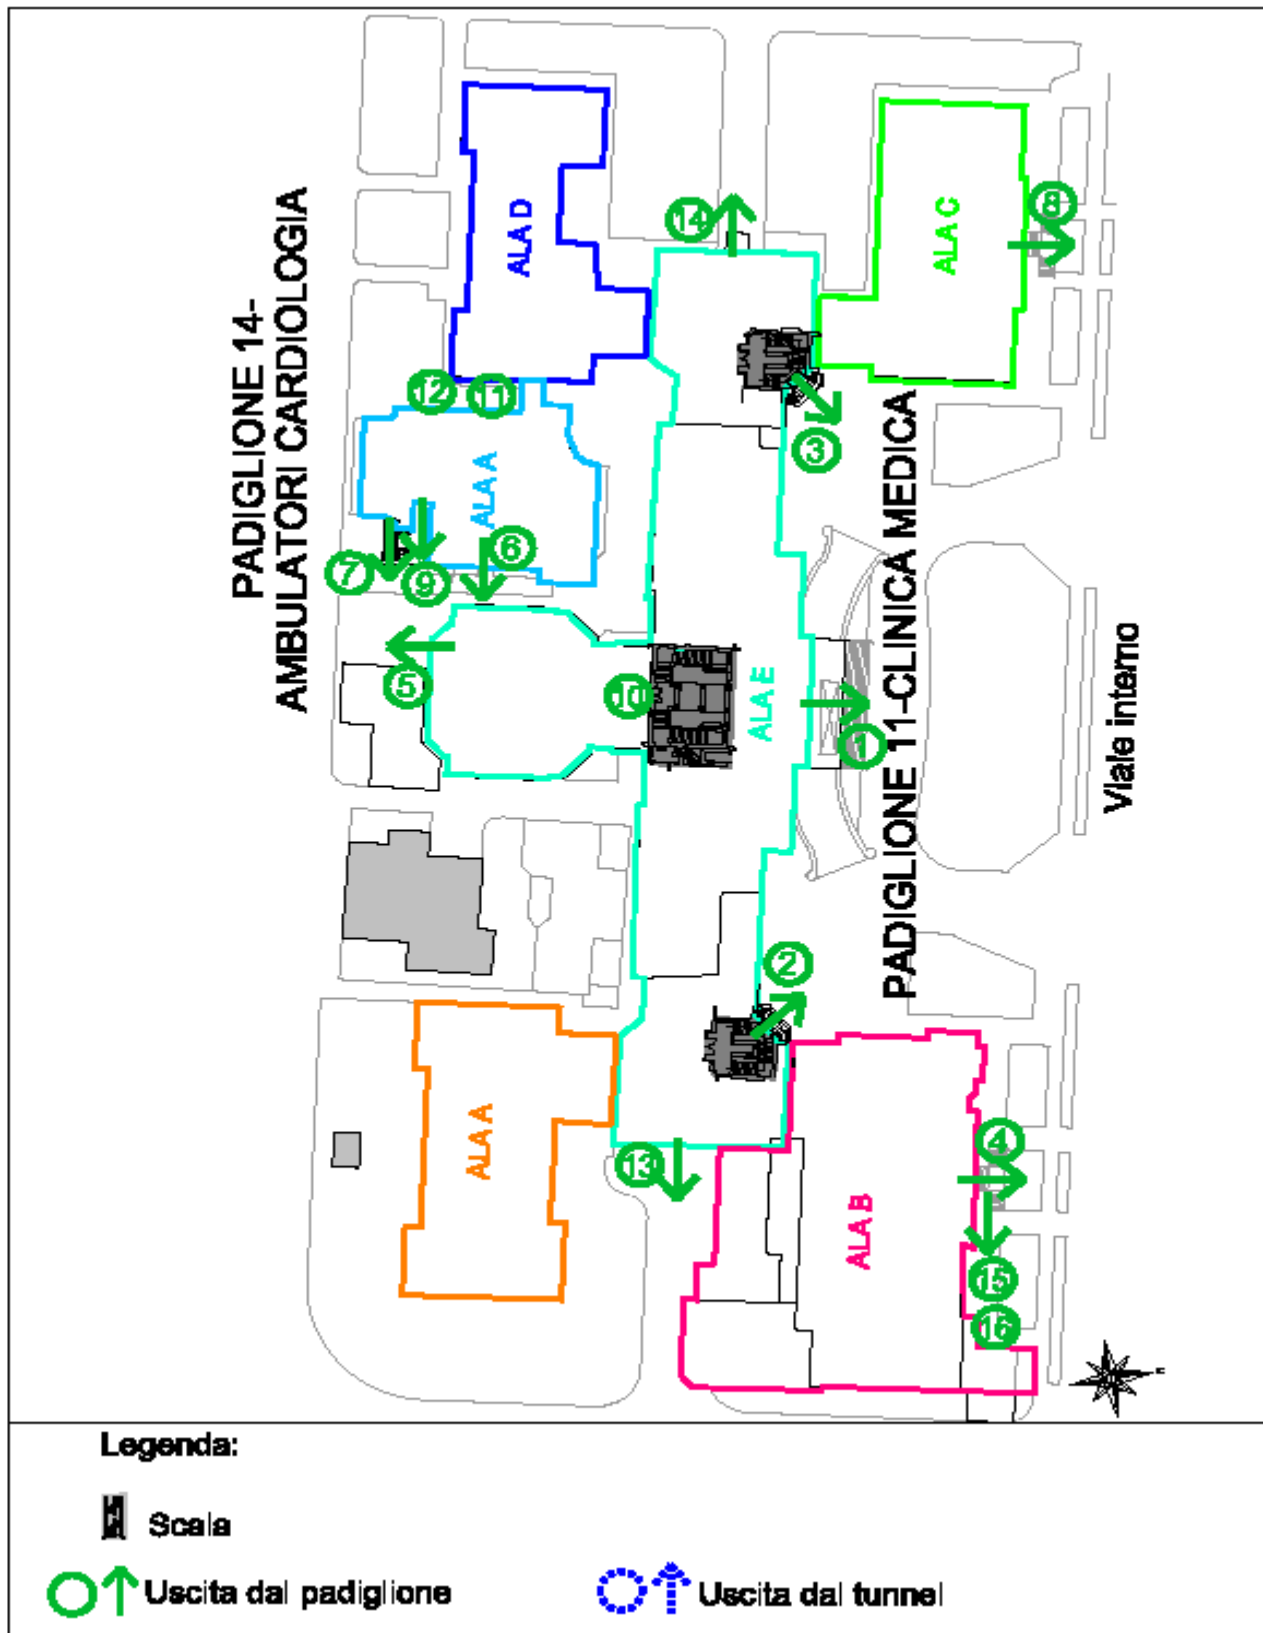 PADIGLIONE 14-
AMBULATORI CARDIOLOGIA
ALA D
14
ALA C
8
12
11
3
ALA A
6
7
9
5
10
ALA E
1
PADIGLIONE 11-CLINICA MEDICA
Viale interno
2
ALA A
13
4
ALA B
15
16
Legenda:
Scala
Uscita dal padiglione
Uscita dal tunnel